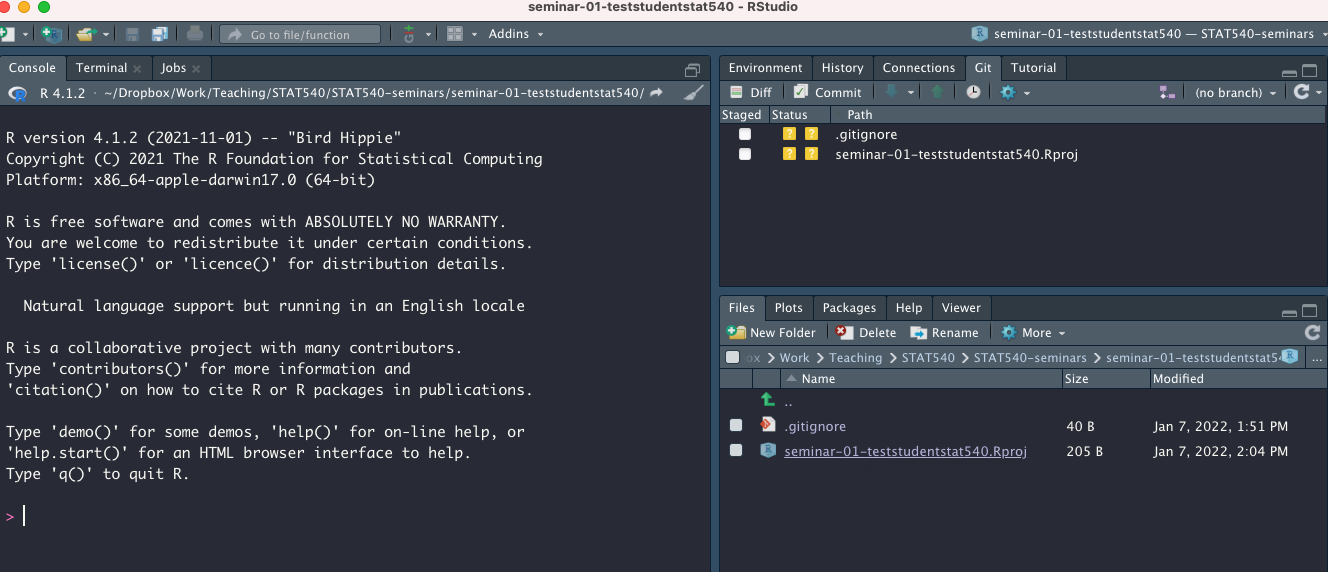 seminar-01-teststudentstat540 - RStudio
Go to file/function
Addins
seminar-01-teststudentstat540 — STAT540-seminars
Console Terminal Jobs
R 4.1.2 · ~/Dropbox/Work/Teaching/STAT540/STAT540-seminars/seminar-01-teststudentstat540/
R version 4.1.2 (2021-11-01) -- "Bird Hippie"
Copyright (C) 2021 The R Foundation for Statistical Computing
Platform: x86_64-apple-darwin17.0 (64-bit)
R is free software and comes with ABSOLUTELY NO WARRANTY.
You are welcome to redistribute it under certain conditions.
Type 'license()' or 'licence()' for distribution details.
Natural language support but running in an English locale
R is a collaborative project with many contributors.
Type 'contributors()' for more information and
'citation()' on how to cite R or R packages in publications.
Type 'demo()' for some demos, 'help()' for on-line help, or
'help.start()' for an HTML browser interface to help.
Type 'q()' to quit R.
>
Environment History Connections Git Tutorial
Diff Commit (no branch)
Staged Status Path
? ? .gitignore
? ? seminar-01-teststudentstat540.Rproj
Files Plots Packages Help Viewer
New Folder Delete Rename More
ox > Work > Teaching > STAT540 > STAT540-seminars > seminar-01-teststudentstat54 ...
Name Size Modified
..
.gitignore 40 B Jan 7, 2022, 1:51 PM
seminar-01-teststudentstat540.Rproj 205 B Jan 7, 2022, 2:04 PM